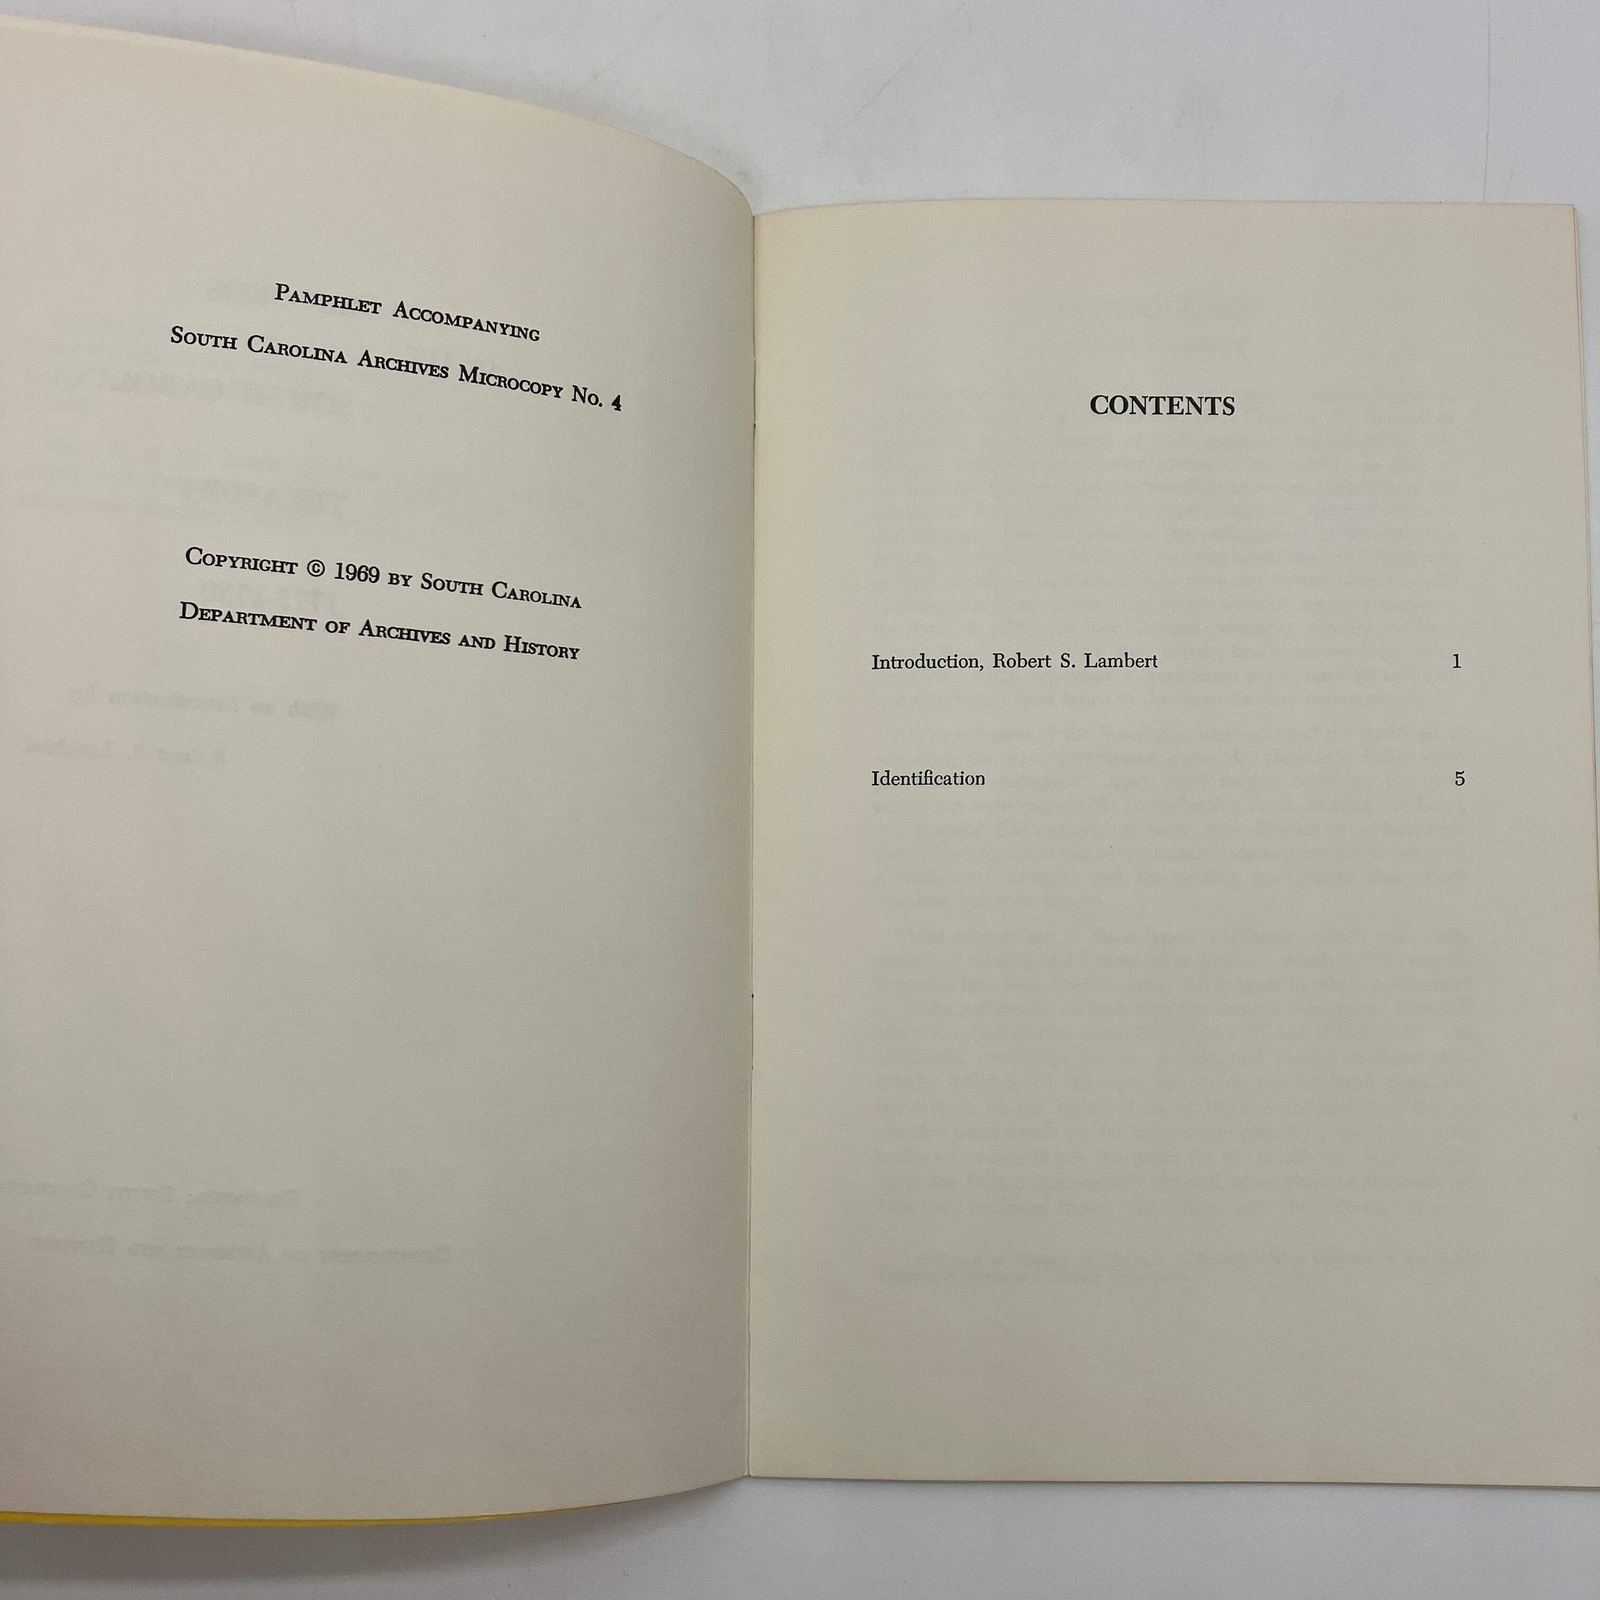 Pamphlet Accompanying
South Carolina Archives Microcopy No. 4
Copyright © 1969 by South Carolina
Department of Archives and History
CONTENTS
Introduction, Robert S. Lambert 1
Identification 5